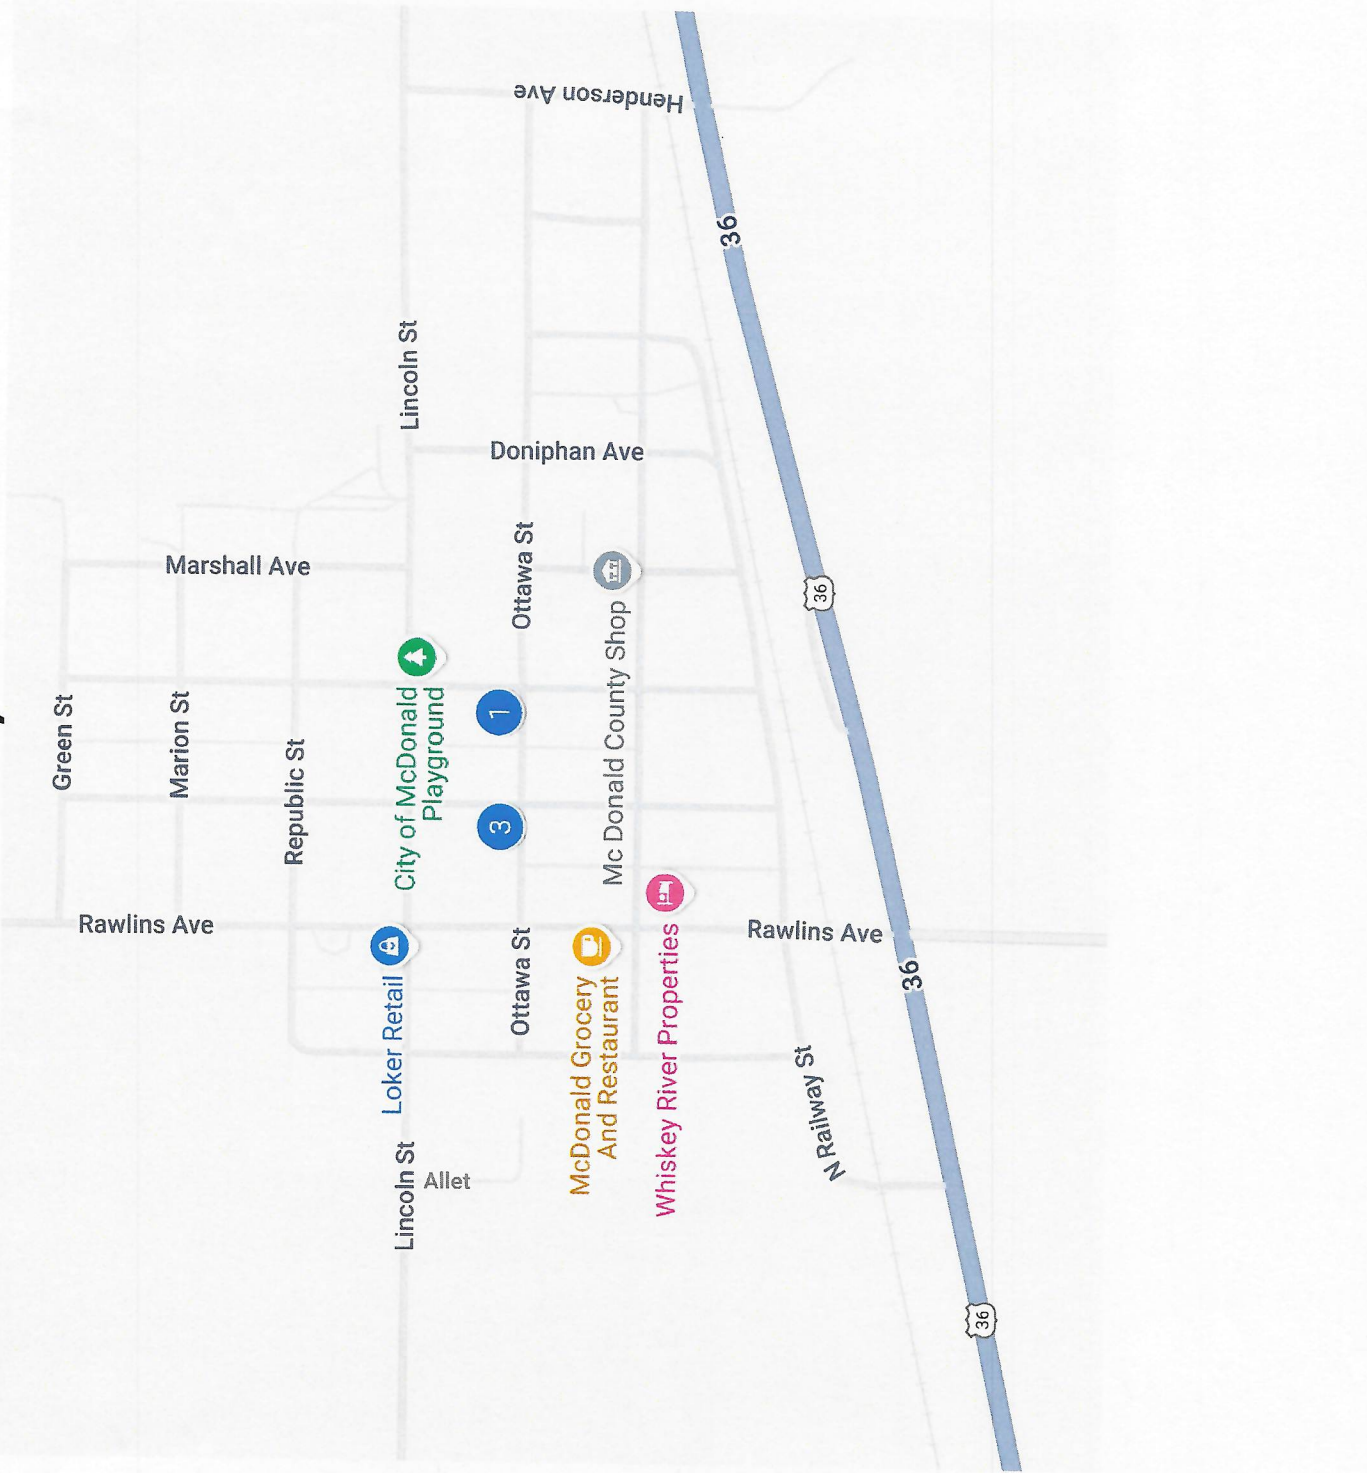 Henderson Ave
36
Lincoln St
Doniphan Ave
Ottawa St
Marshall Ave
36
Mc Donald County Shop
City of McDonald
Playground
Green St
Marion St
Republic St
1
3
Rawlins Ave
Rawlins Ave
36
Loker Retail
Ottawa St
McDonald Grocery
And Restaurant
Whiskey River Properties
N Railway St
Lincoln St
Allet
36